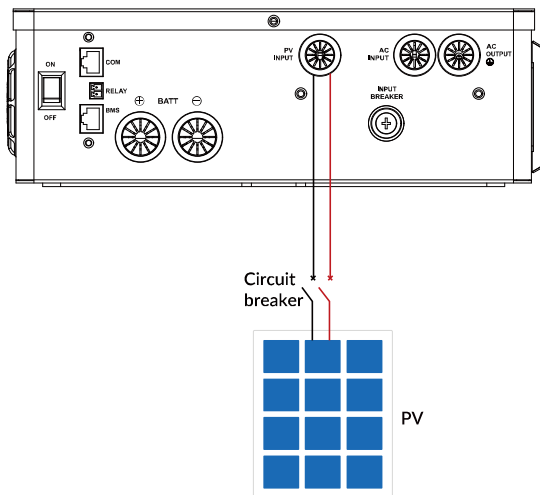 ON
OFF
COM
RELAY
BMS
⊕ BATT ⊖
PV
INPUT
AC
INPUT
AC
OUTPUT
INPUT
BREAKER
Circuit
breaker
PV